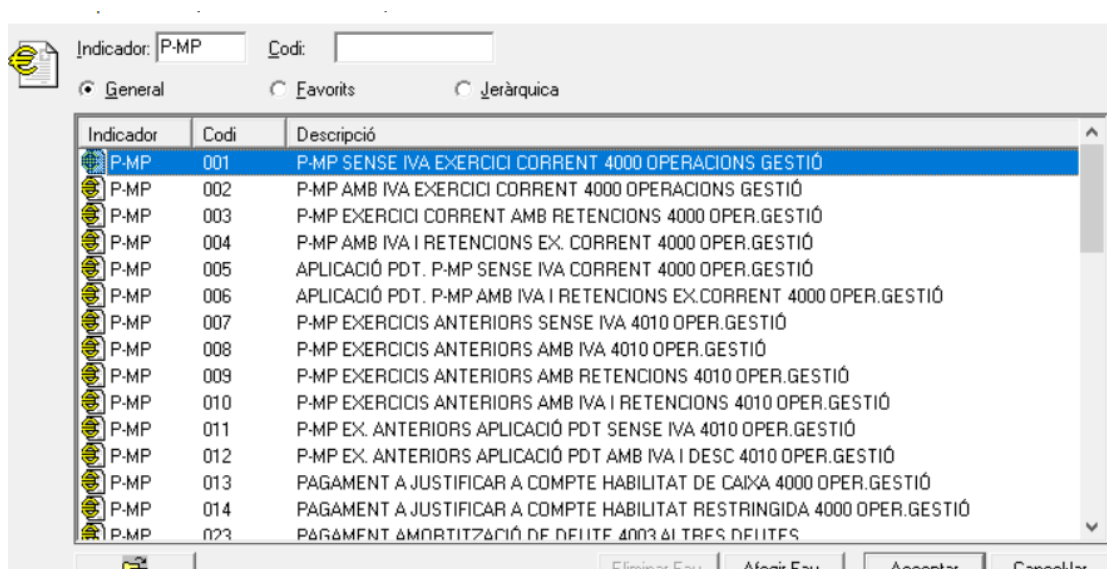 Indicador: P-MP Codi:
General Favorits Jeràrquica
Indicador Codi Descripció
P-MP 001 P-MP SENSE IVA EXERCICI CORRENT 4000 OPERACIONS GESTIÓ
P-MP 002 P-MP AMB IVA EXERCICI CORRENT 4000 OPERACIONS GESTIÓ
P-MP 003 P-MP EXERCICI CORRENT AMB RETENCIONS 4000 OPER.GESTIÓ
P-MP 004 P-MP AMB IVA I RETENCIONS EX. CORRENT 4000 OPER.GESTIÓ
P-MP 005 APLICACIÓ PDT. P-MP SENSE IVA CORRENT 4000 OPER.GESTIÓ
P-MP 006 APLICACIÓ PDT. P-MP AMB IVA I RETENCIONS EX.CORRENT 4000 OPER.GESTIÓ
P-MP 007 P-MP EXERCICIS ANTERIORS SENSE IVA 4010 OPER.GESTIÓ
P-MP 008 P-MP EXERCICIS ANTERIORS AMB IVA 4010 OPER.GESTIÓ
P-MP 009 P-MP EXERCICIS ANTERIORS AMB RETENCIONS 4010 OPER.GESTIÓ
P-MP 010 P-MP EXERCICIS ANTERIORS AMB IVA I RETENCIONS 4010 OPER.GESTIÓ
P-MP 011 P-MP EX. ANTERIORS APLICACIÓ PDT SENSE IVA 4010 OPER.GESTIÓ
P-MP 012 P-MP EX. ANTERIORS APLICACIÓ PDT AMB IVA I DESC 4010 OPER.GESTIÓ
P-MP 013 PAGAMENT A JUSTIFICAR A COMPTE HABILITAT DE CAIXA 4000 OPER.GESTIÓ
P-MP 014 PAGAMENT A JUSTIFICAR A COMPTE HABILITAT RESTRINGIDA 4000 OPER.GESTIÓ
P-MP 023 PAGAMENT AMORTITZACIÓ DE DEUTE 4003 ALTRES DEUTES
Eliminar Fav Afegir Fav Acceptar Cancel·lar